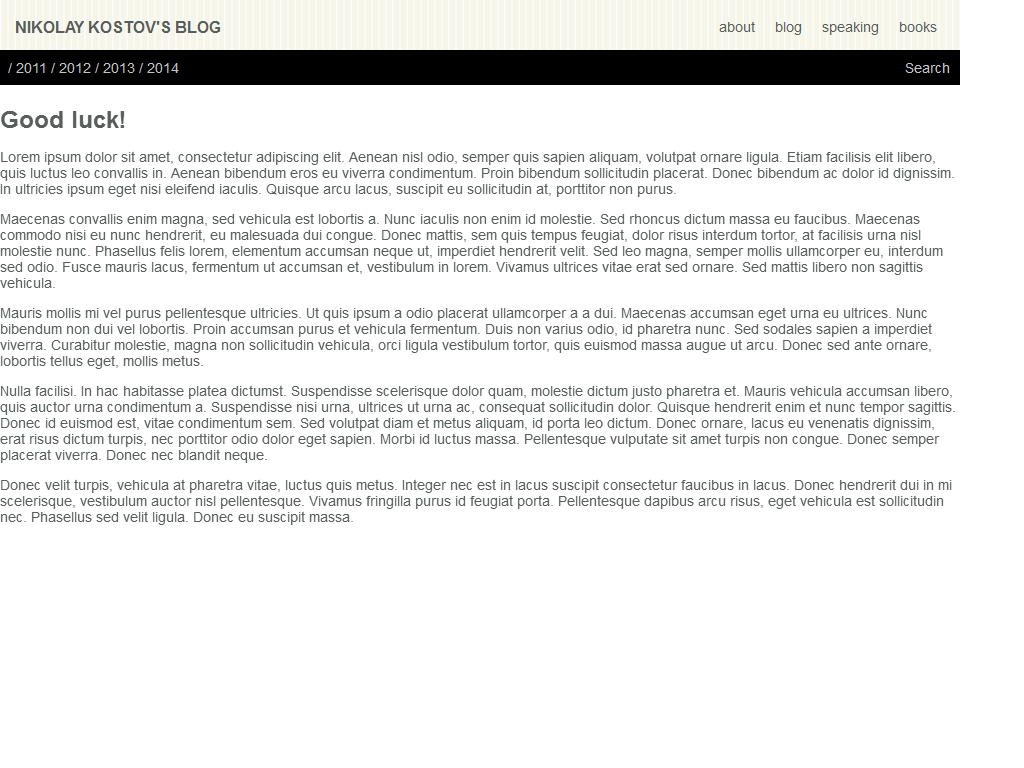 NIKOLAY KOSTOV'S BLOG about blog speaking books
/ 2011 / 2012 / 2013 / 2014 Search
Good luck!
Lorem ipsum dolor sit amet, consectetur adipiscing elit. Aenean nisl odio, semper quis sapien aliquam, volutpat ornare ligula. Etiam facilisis elit libero,
quis luctus leo convallis in. Aenean bibendum eros eu viverra condimentum. Proin bibendum sollicitudin placerat. Donec bibendum ac dolor id dignissim.
In ultricies ipsum eget nisi eleifend iaculis. Quisque arcu lacus, suscipit eu sollicitudin at, porttitor non purus.
Maecenas convallis enim magna, sed vehicula est lobortis a. Nunc iaculis non enim id molestie. Sed rhoncus dictum massa eu faucibus. Maecenas
commodo nisi eu nunc hendrerit, eu malesuada dui congue. Donec mattis, sem quis tempus feugiat, dolor risus interdum tortor, at facilisis urna nisl
molestie nunc. Phasellus felis lorem, elementum accumsan neque ut, imperdiet hendrerit velit. Sed leo magna, semper mollis ullamcorper eu, interdum
sed odio. Fusce mauris lacus, fermentum ut accumsan et, vestibulum in lorem. Vivamus ultrices vitae erat sed ornare. Sed mattis libero non sagittis
vehicula.
Mauris mollis mi vel purus pellentesque ultricies. Ut quis ipsum a odio placerat ullamcorper a a dui. Maecenas accumsan eget urna eu ultrices. Nunc
bibendum non dui vel lobortis. Proin accumsan purus et vehicula fermentum. Duis non varius odio, id pharetra nunc. Sed sodales sapien a imperdiet
viverra. Curabitur molestie, magna non sollicitudin vehicula, orci ligula vestibulum tortor, quis euismod massa augue ut arcu. Donec sed ante ornare,
lobortis tellus eget, mollis metus.
Nulla facilisi. In hac habitasse platea dictumst. Suspendisse scelerisque dolor quam, molestie dictum justo pharetra et. Mauris vehicula accumsan libero,
quis auctor urna condimentum a. Suspendisse nisi urna, ultrices ut urna ac, consequat sollicitudin dolor. Quisque hendrerit enim et nunc tempor sagittis.
Donec id euismod est, vitae condimentum sem. Sed volutpat diam et metus aliquam, id porta leo dictum. Donec ornare, lacus eu venenatis dignissim,
erat risus dictum turpis, nec porttitor odio dolor eget sapien. Morbi id luctus massa. Pellentesque vulputate sit amet turpis non congue. Donec semper
placerat viverra. Donec nec blandit neque.
Donec velit turpis, vehicula at pharetra vitae, luctus quis metus. Integer nec est in lacus suscipit consectetur faucibus in lacus. Donec hendrerit dui in mi
scelerisque, vestibulum auctor nisl pellentesque. Vivamus fringilla purus id feugiat porta. Pellentesque dapibus arcu risus, eget vehicula est sollicitudin
nec. Phasellus sed velit ligula. Donec eu suscipit massa.